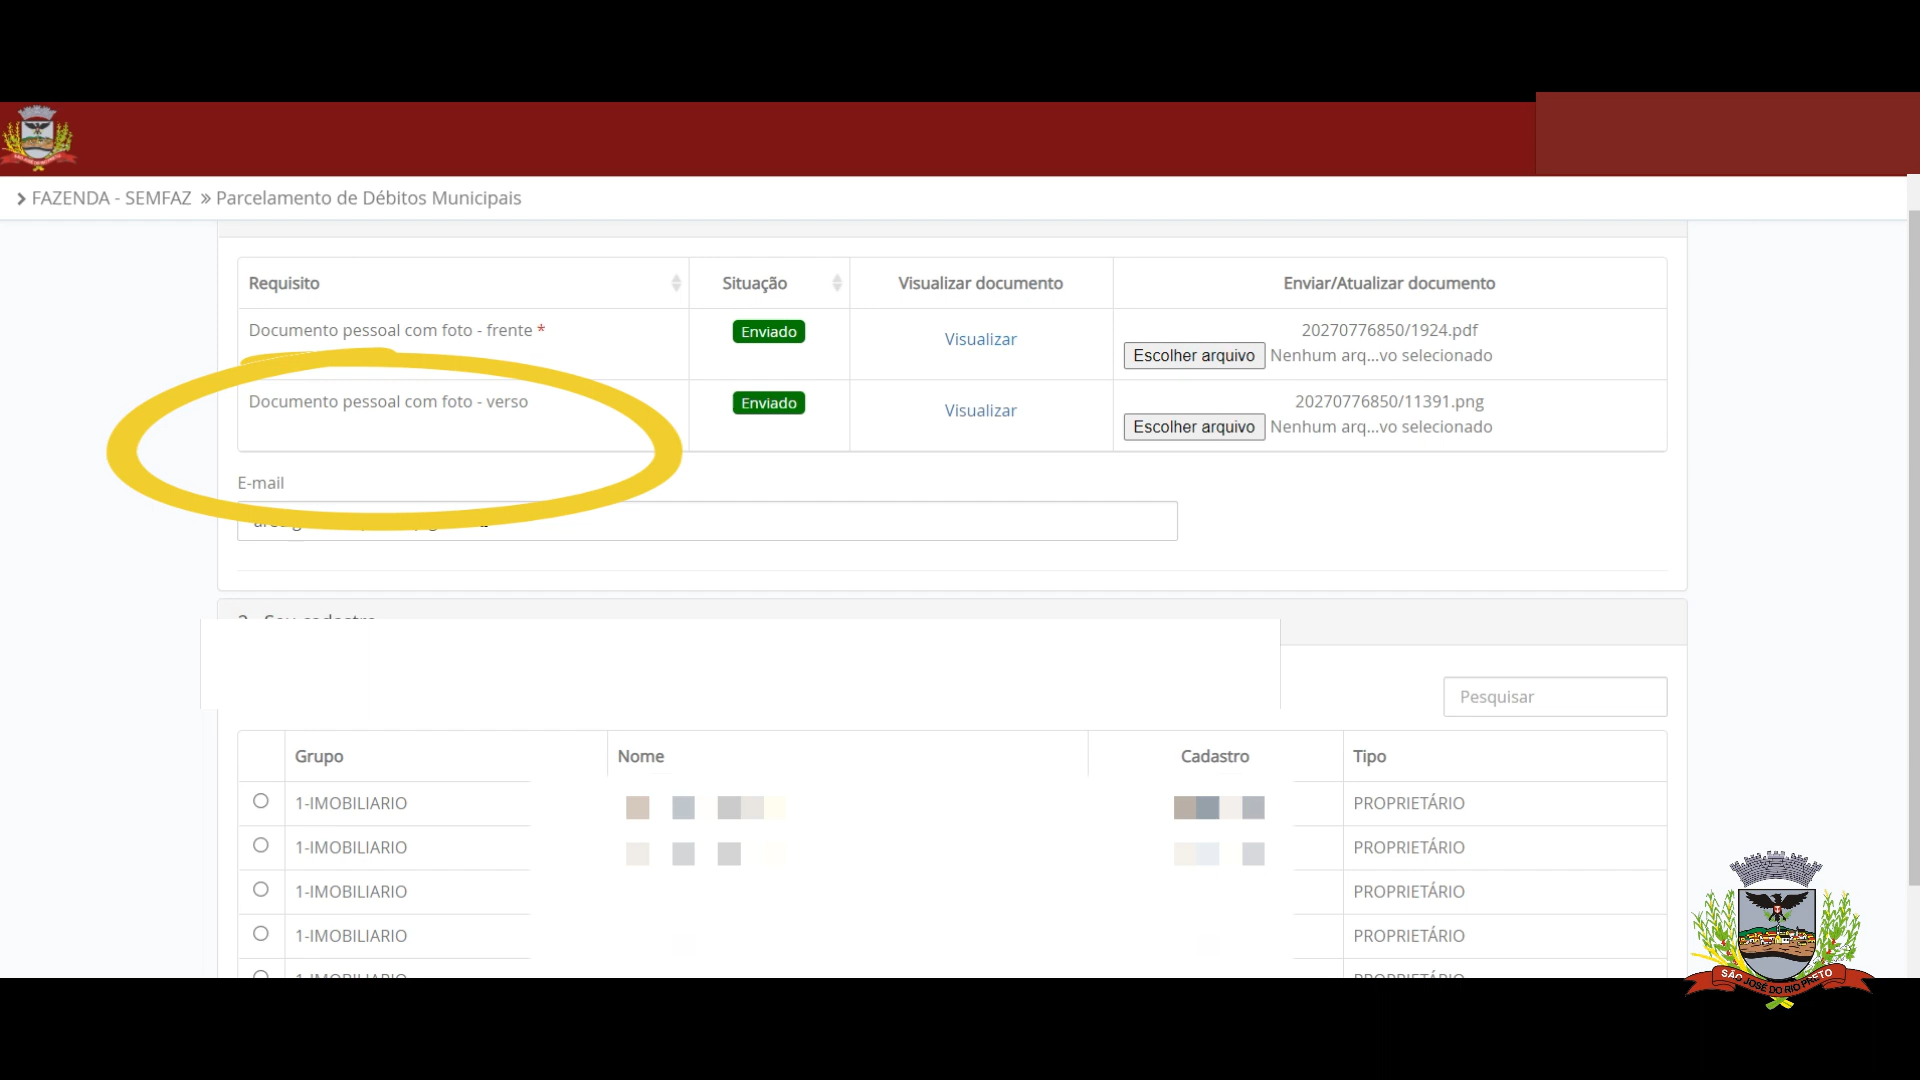 FAZENDA - SEMFAZ » Parcelamento de Débitos Municipais
Requisito Situação Visualizar documento Enviar/Atualizar documento
Documento pessoal com foto - frente * Enviado Visualizar 20270776850/1924.pdf
Escolher arquivo Nenhum arq...vo selecionado
Documento pessoal com foto - verso Enviado Visualizar 20270776850/11391.png
Escolher arquivo Nenhum arq...vo selecionado
E-mail
Pesquisar
Grupo Nome Cadastro Tipo
1-IMOBILIARIO PROPRIETÁRIO
1-IMOBILIARIO PROPRIETÁRIO
1-IMOBILIARIO PROPRIETÁRIO
1-IMOBILIARIO PROPRIETÁRIO
1-IMOBILIARIO PROPRIETÁRIO
SÃO JOSÉ DO RIO PRETO